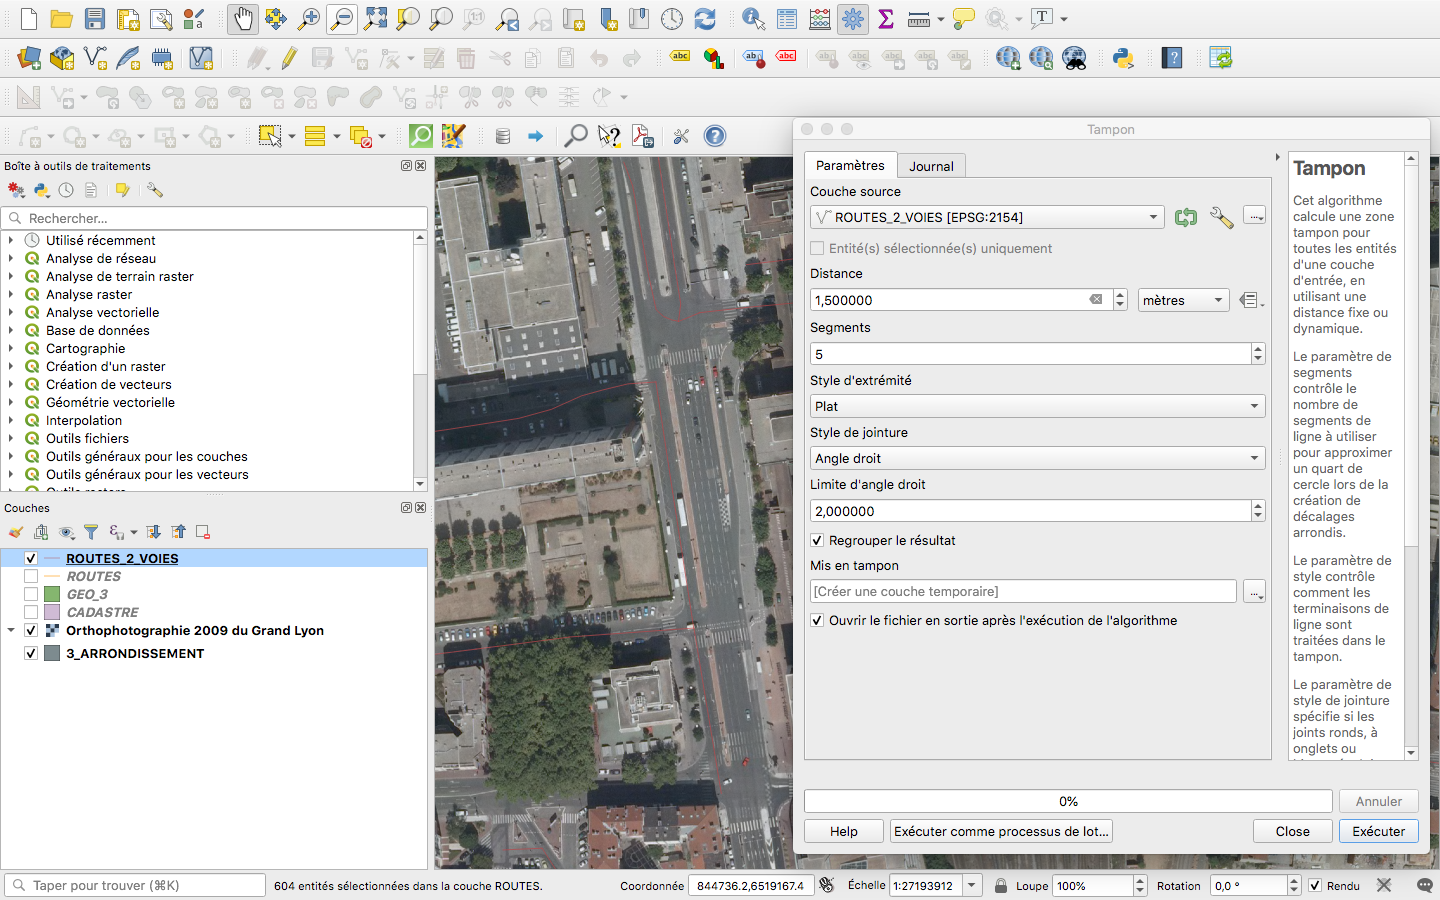 Boîte à outils de traitements
Rechercher...
Utilisé récemment
Analyse de réseau
Analyse de terrain raster
Analyse raster
Analyse vectorielle
Base de données
Cartographie
Création d'un raster
Création de vecteurs
Géométrie vectorielle
Interpolation
Outils fichiers
Outils généraux pour les couches
Outils généraux pour les vecteurs
Couches
ROUTES_2_VOIES
ROUTES
GEO_3
CADASTRE
Orthophotographie 2009 du Grand Lyon
3_ARRONDISSEMENT
Tampon
Paramètres
Journal
Couche source
ROUTES_2_VOIES [EPSG:2154]
...
Entité(s) sélectionnée(s) uniquement
Distance
1,500000
mètres
Segments
5
Style d'extrémité
Plat
Style de jointure
Angle droit
Limite d'angle droit
2,000000
Regrouper le résultat
Mis en tampon
[Créer une couche temporaire]
...
Ouvrir le fichier en sortie après l'exécution de l'algorithme
Tampon
Cet algorithme
calcule une zone
tampon pour
toutes les entités
d'une couche
d'entrée, en
utilisant une
distance fixe ou
dynamique.
Le paramètre de
segments
contrôle le
nombre de
segments de
ligne à utiliser
pour approximer
un quart de
cercle lors de la
création de
décalages
arrondis.
Le paramètre de
style contrôle
comment les
terminaisons de
ligne sont
traitées dans le
tampon.
Le paramètre de
style de jointure
spécifie si les
joints ronds, à
onglets ou
0%
Annuler
Help
Exécuter comme processus de lot...
Close
Exécuter
Taper pour trouver (⌘K)
604 entités sélectionnées dans la couche ROUTES.
Coordonnée
844736.2,6519167.4
Échelle
1:27193912
Loupe
100%
Rotation
0,0 °
Rendu